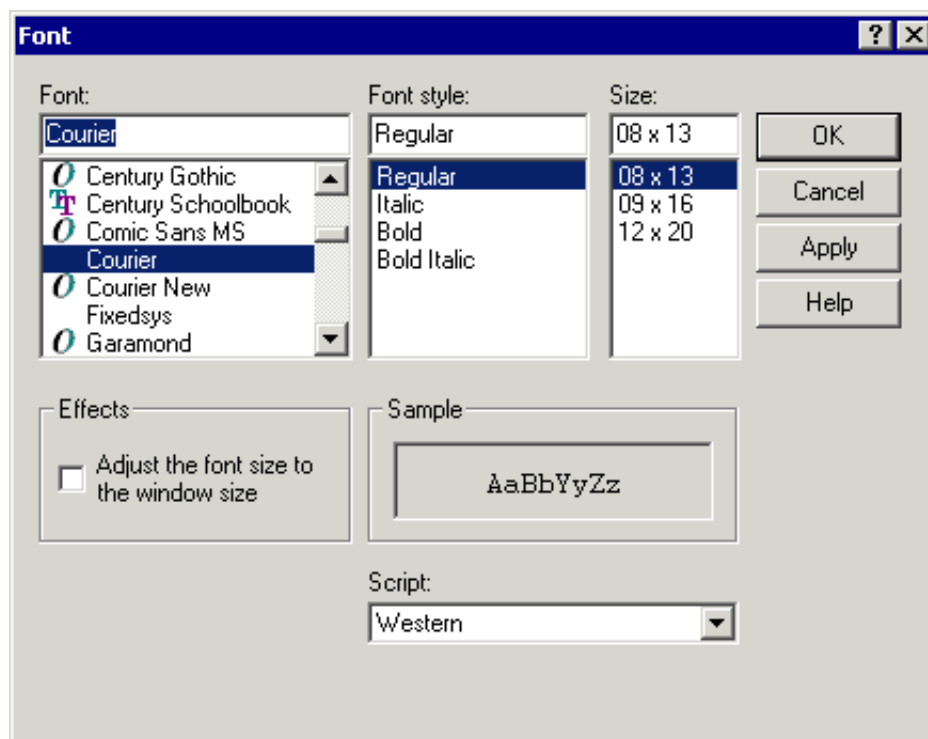 Font
Font:
Font style:
Size:
Courier
Regular
08 x 13
OK
Century Gothic
Century Schoolbook
Comic Sans MS
Courier
Courier New
Fixedsys
Garamond
Regular
Italic
Bold
Bold Italic
08 x 13
09 x 16
12 x 20
Cancel
Apply
Help
Effects
Adjust the font size to
the window size
Sample
AaBbYyZz
Script:
Western